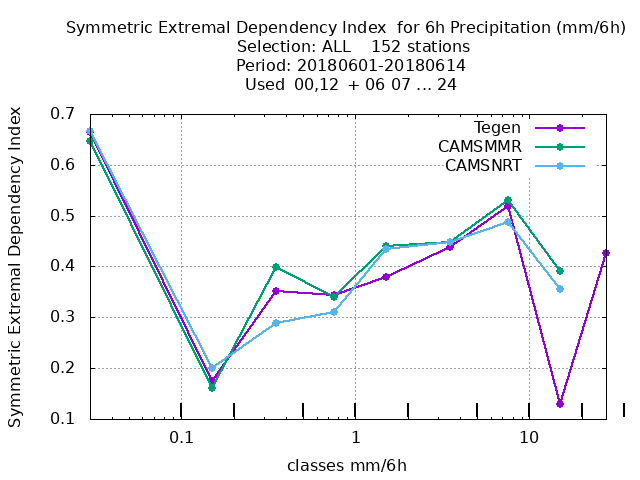 Symmetric Extremal Dependency Index  for 6h Precipitation (mm/6h)
Selection: ALL    152 stations
Period: 20180601-20180614
Used  00,12  + 06 07 ... 24
Symmetric Extremal Dependency Index
0.7
0.6
0.5
0.4
0.3
0.2
0.1
Tegen
CAMSMMR
CAMSNRT
0.1
1
10
classes mm/6h